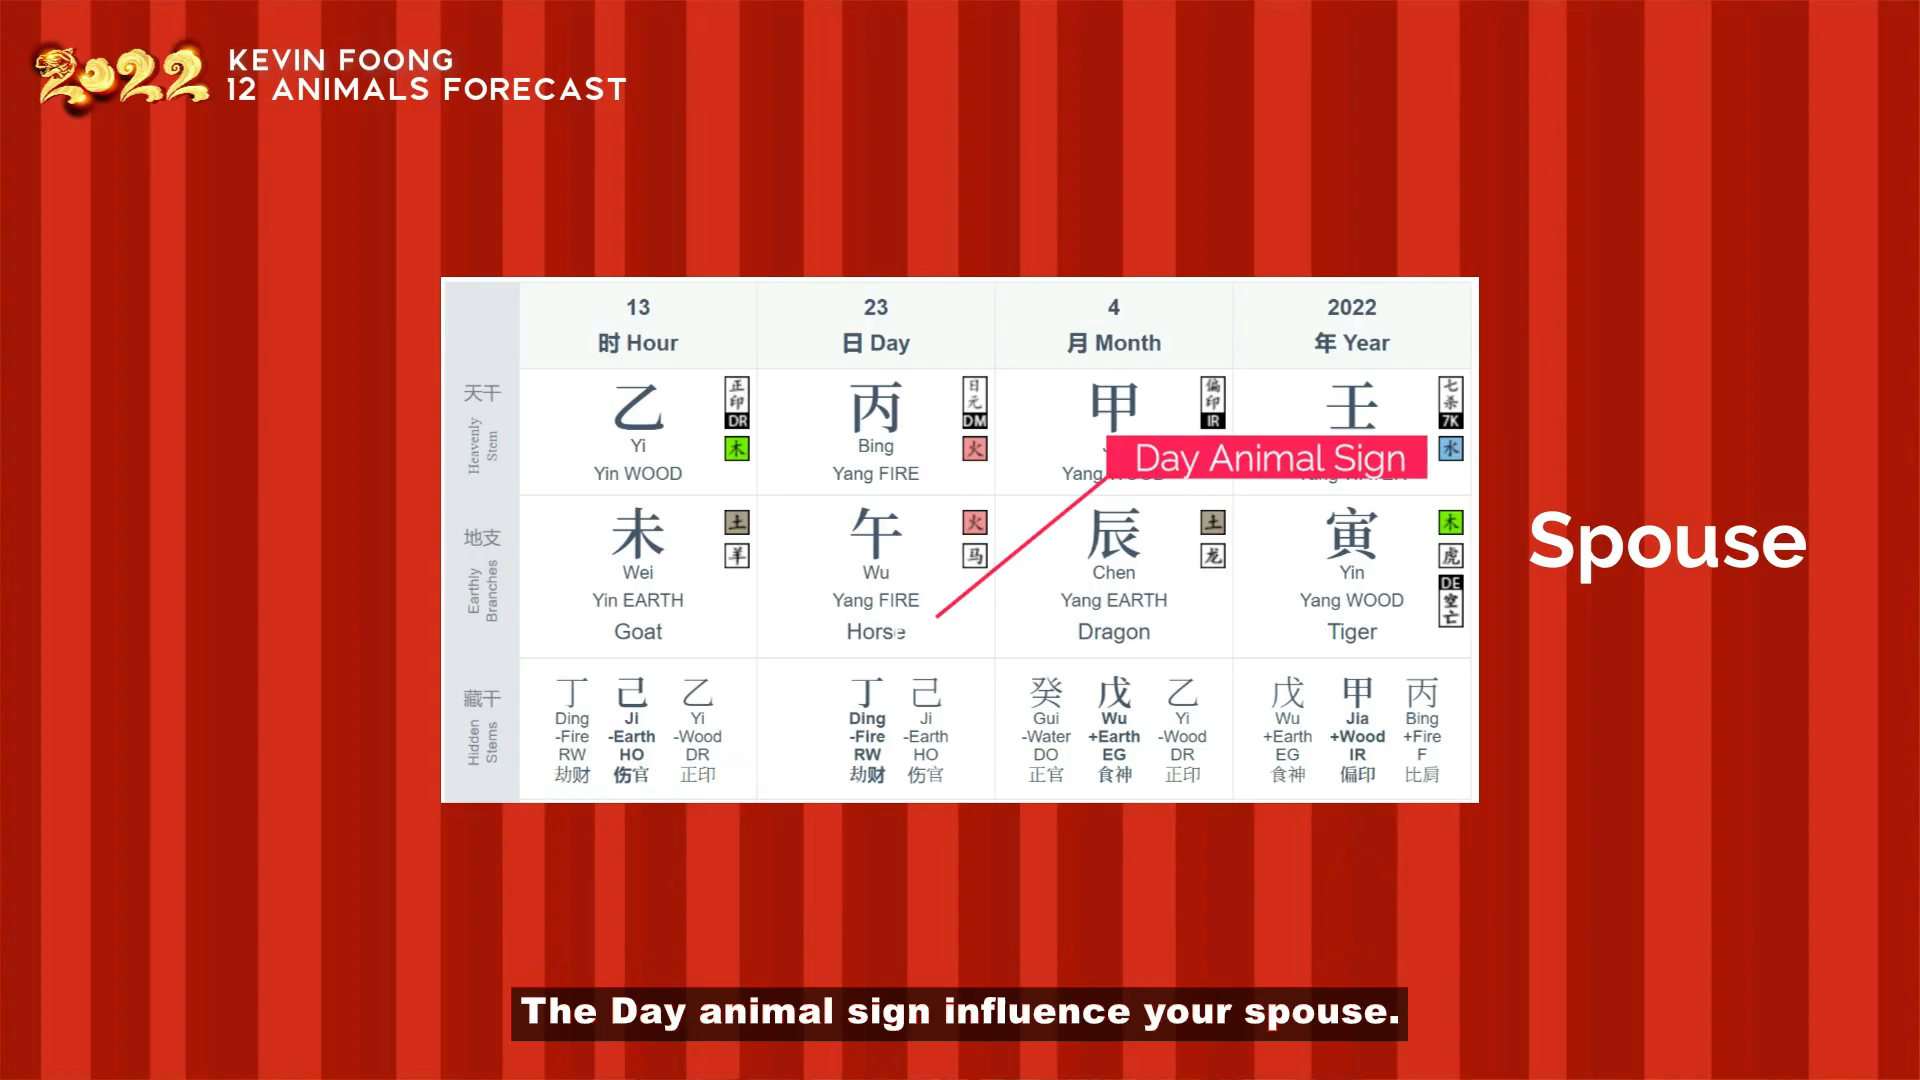 2022
KEVIN FOONG
12 ANIMALS FORECAST
13 23 4 2022
时 Hour 日 Day 月 Month 年 Year
天干
Heavenly
Stem
乙 正印 DR 木
Yi
Yin WOOD
丙 日元 DM 火
Bing
Yang FIRE
甲 偏印 IR
Yang
壬 七杀 7K 水
Day Animal Sign
地支
Earthly
Branches
未 土 羊
Wei
Yin EARTH
Goat
午 火 马
Wu
Yang FIRE
Horse
辰 土 龙
Chen
Yang EARTH
Dragon
寅 木 虎 DE 空亡
Yin
Yang WOOD
Tiger
Spouse
藏干
Hidden
Stems
丁 己 乙
Ding Ji Yi
-Fire -Earth -Wood
RW HO DR
劫财 伤官 正印
丁 己
Ding Ji
-Fire -Earth
RW HO
劫财 伤官
癸 戊 乙
Gui Wu Yi
-Water +Earth -Wood
DO EG DR
正官 食神 正印
戊 甲 丙
Wu Jia Bing
+Earth +Wood +Fire
EG IR F
食神 偏印 比肩
The Day animal sign influence your spouse.